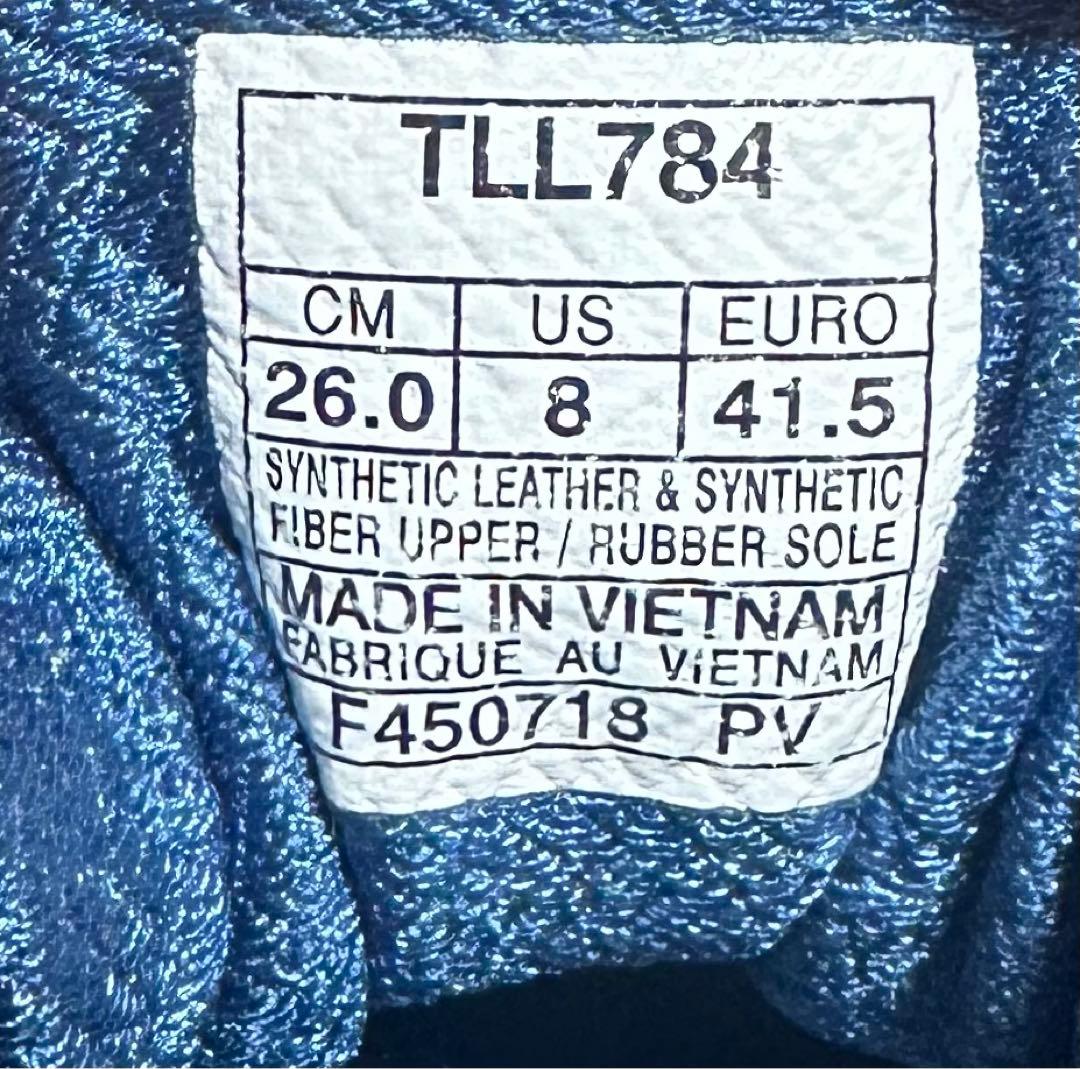 TLL784
CM US EURO
26.0 8 41.5
SYNTHETIC LEATHER & SYNTHETIC
FIBER UPPER / RUBBER SOLE
MADE IN VIETNAM
FABRIQUE AU VIETNAM
F450718 PV